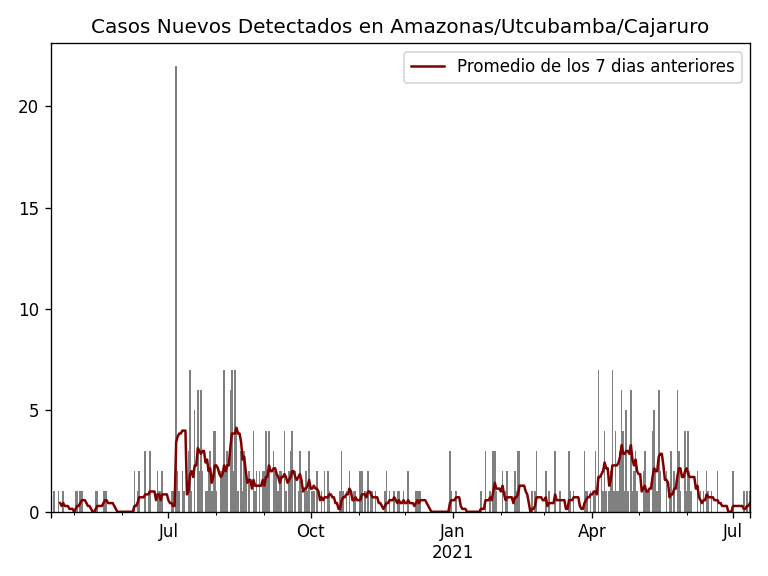 Casos Nuevos Detectados en Amazonas/Utcubamba/Cajaruro
Promedio de los 7 dias anteriores
20
15
10
5
0
Jul
Oct
Jan
2021
Apr
Jul